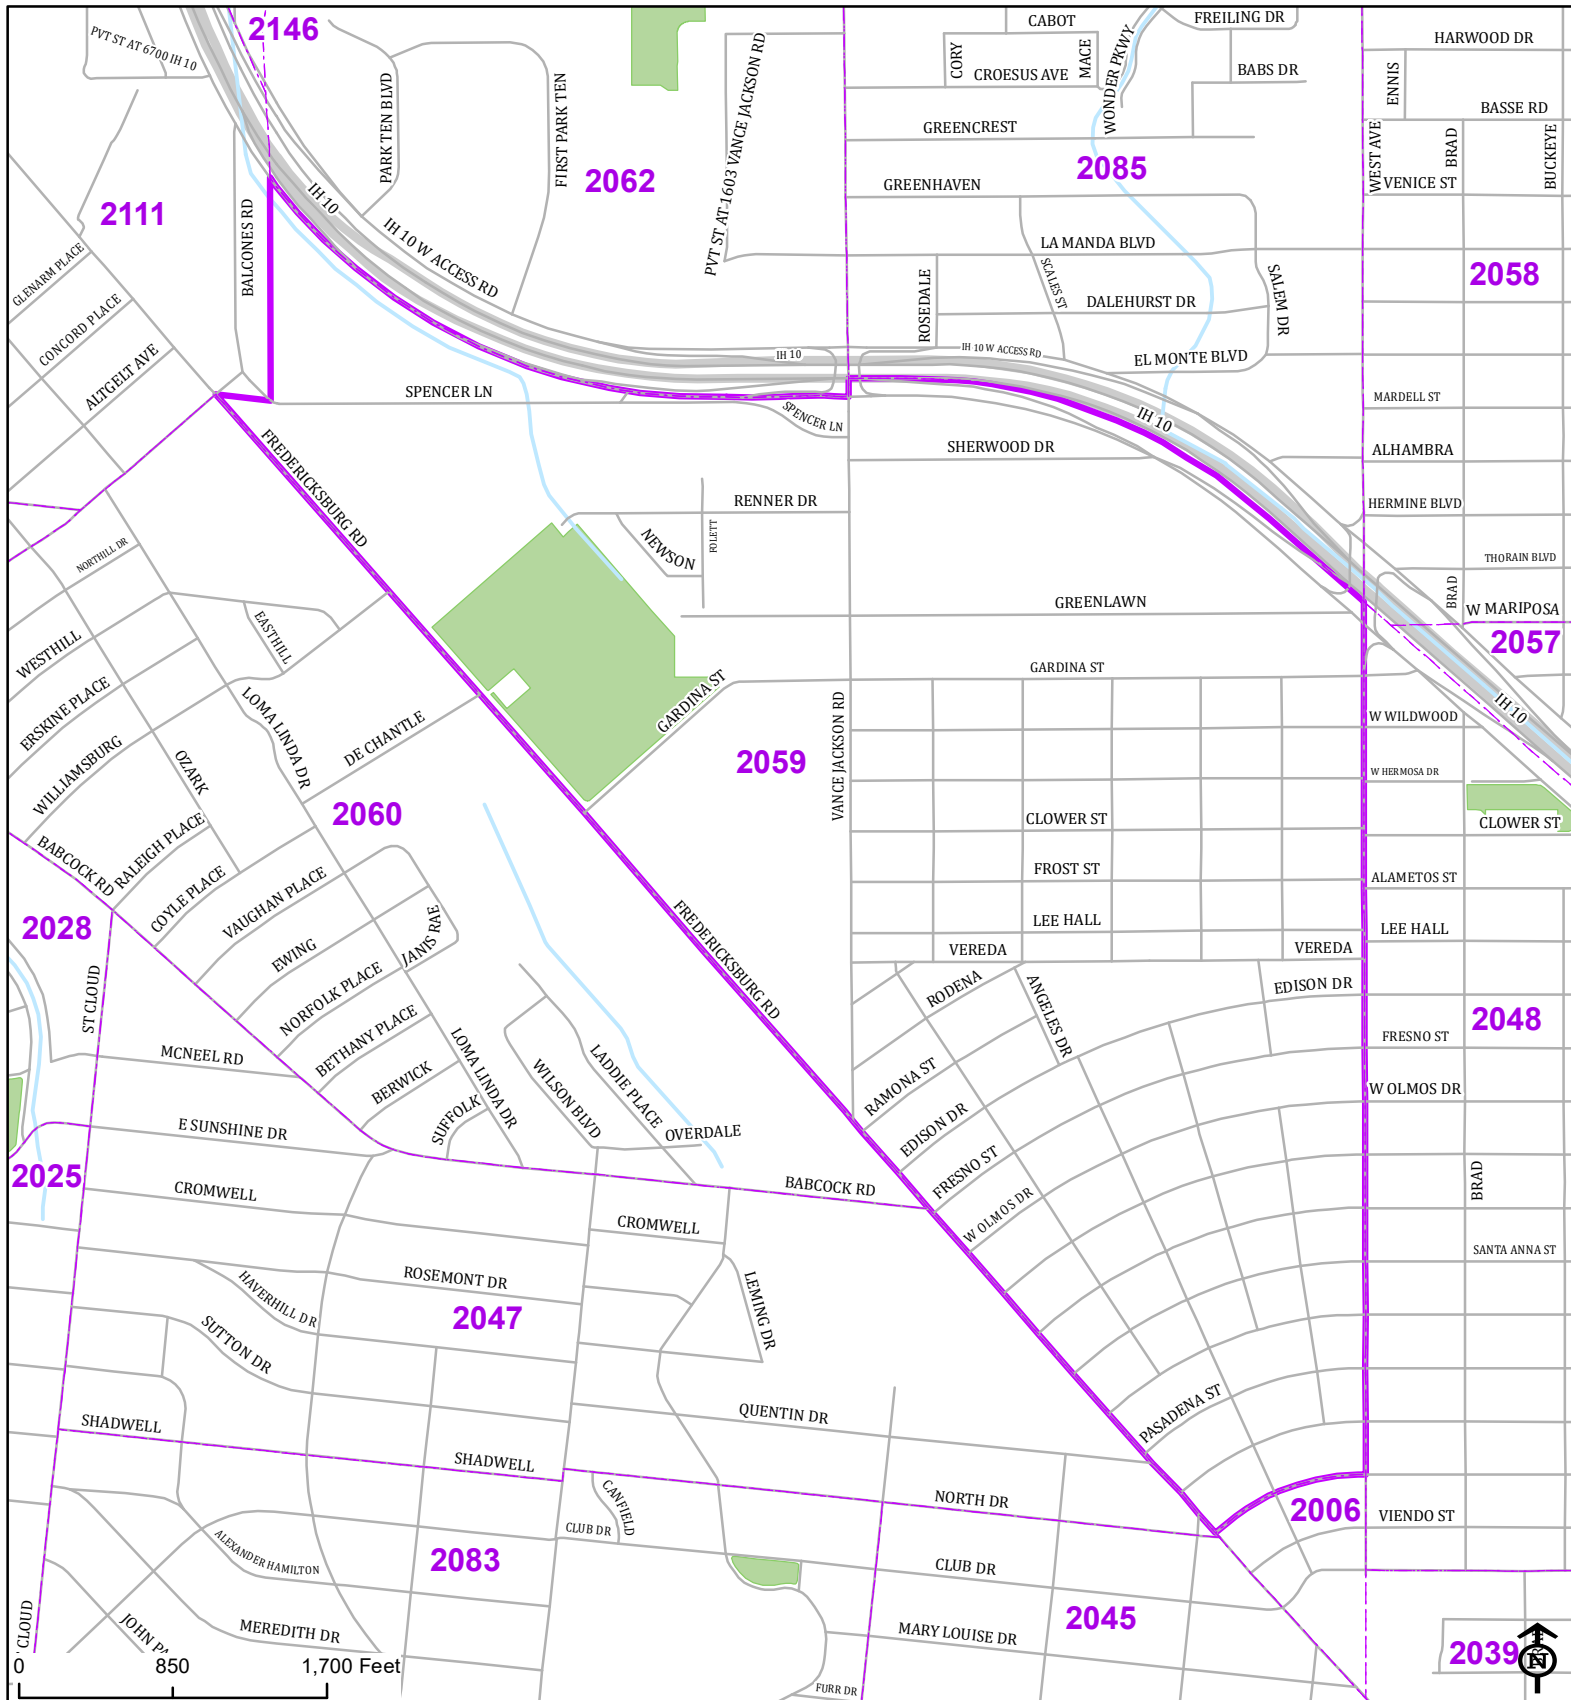 2146
PVT ST AT 6700 IH 10
PARK TEN BLVD
FIRST PARK TEN
PVT ST AT 1603 VANCE JACKSON RD
CABOT
CORY
CROESUS AVE
MACE
WONDER PKWY
FREILING DR
BABS DR
HARWOOD DR
ENNIS
BASSE RD
GREENCREST
2085
WEST AVE
BRAD
BUCKEYE
VENICE ST
2062
2111
GREENHAVEN
IH 10
IH 10 W ACCESS RD
BALCONES RD
GLENARM PLACE
CONCORD PLACE
ALTGELT AVE
LA MANDA BLVD
SCALES ST
ROSEDALE
DALEHURST DR
SALEM DR
2058
IH 10
IH 10 W ACCESS RD
EL MONTE BLVD
SPENCER LN
SPENCER LN
MARDELL ST
IH 10
SHERWOOD DR
ALHAMBRA
FREDERICKSBURG RD
RENNER DR
HERMINE BLVD
NEWSON
FOLETT
NORTHILL DR
THORAIN BLVD
BRAD
GREENLAWN
W MARIPOSA
2057
EASTHILL
WESTHILL
GARDINA ST
GARDINA ST
ERSKINE PLACE
LOMA LINDA DR
DE CHANTLE
VANCE JACKSON RD
W WILDWOOD
IH 10
2059
WILLIAMSBURG
OZARK
W HERMOSA DR
2060
CLOWER ST
CLOWER ST
BABCOCK RD
RALEIGH PLACE
COYLE PLACE
VAUGHAN PLACE
FROST ST
ALAMETOS ST
2028
EWING
JANIS RAE
FREDERICKSBURG RD
LEE HALL
LEE HALL
VEREDA
VEREDA
ST CLOUD
NORFOLK PLACE
RODENA
ANGELES DR
EDISON DR
2048
BETHANY PLACE
LOMA LINDA DR
FRESNO ST
MCNEEL RD
BERWICK
WILSON BLVD
LADDIE PLACE
RAMONA ST
W OLMOS DR
SUFFOLK
E SUNSHINE DR
OVERDALE
EDISON DR
2025
BABCOCK RD
FRESNO ST
BRAD
CROMWELL
W OLMOS DR
CROMWELL
SANTA ANNA ST
ROSEMONT DR
HAVERHILL DR
2047
LEMING DR
SUTTON DR
PASADENA ST
SHADWELL
QUENTIN DR
SHADWELL
NORTH DR
CANFIELD
2006
VIENDO ST
CLUB DR
ALEXANDER HAMILTON
2083
CLUB DR
2045
CLOUD
JOHN PA
MEREDITH DR
MARY LOUISE DR
2039
N
FURR DR
0 850 1,700 Feet